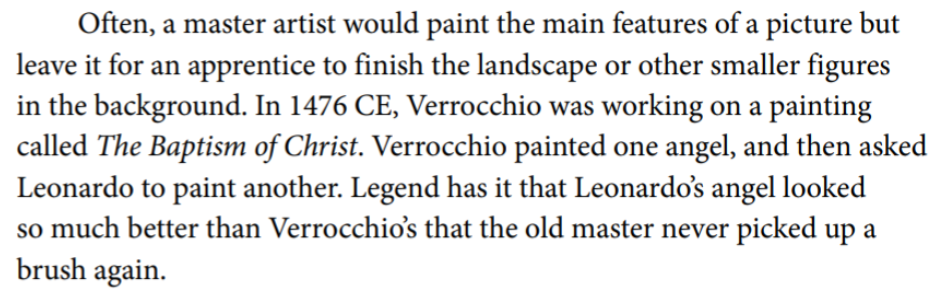 Often, a master artist would paint the main features of a picture but
leave it for an apprentice to finish the landscape or other smaller figures
in the background. In 1476 CE, Verrocchio was working on a painting
called The Baptism of Christ. Verrocchio painted one angel, and then asked
Leonardo to paint another. Legend has it that Leonardo’s angel looked
so much better than Verrocchio’s that the old master never picked up a
brush again.